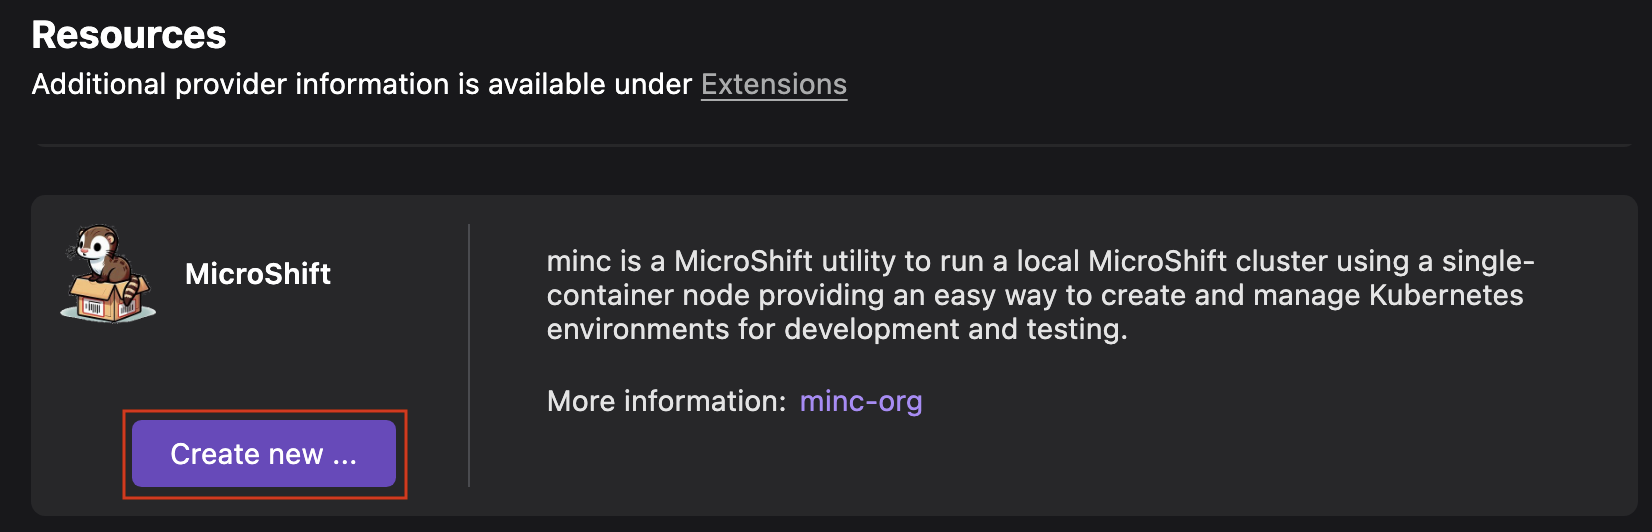 Resources
Additional provider information is available under Extensions
MicroShift
minc is a MicroShift utility to run a local MicroShift cluster using a single-
container node providing an easy way to create and manage Kubernetes
environments for development and testing.
More information: minc-org
Create new ...